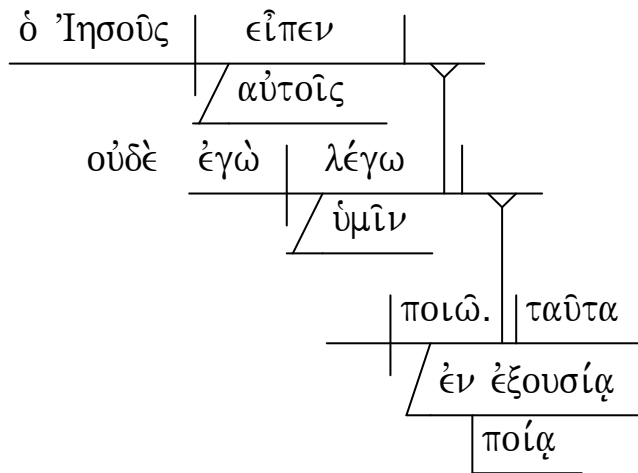 ὁ Ἰησοῦς εἶπεν
αὐτοῖς
οὐδὲ ἐγὼ λέγω
ὑμῖν
ποιῶ. ταῦτα
ἐν ἐξουσίᾳ
ποίᾳ